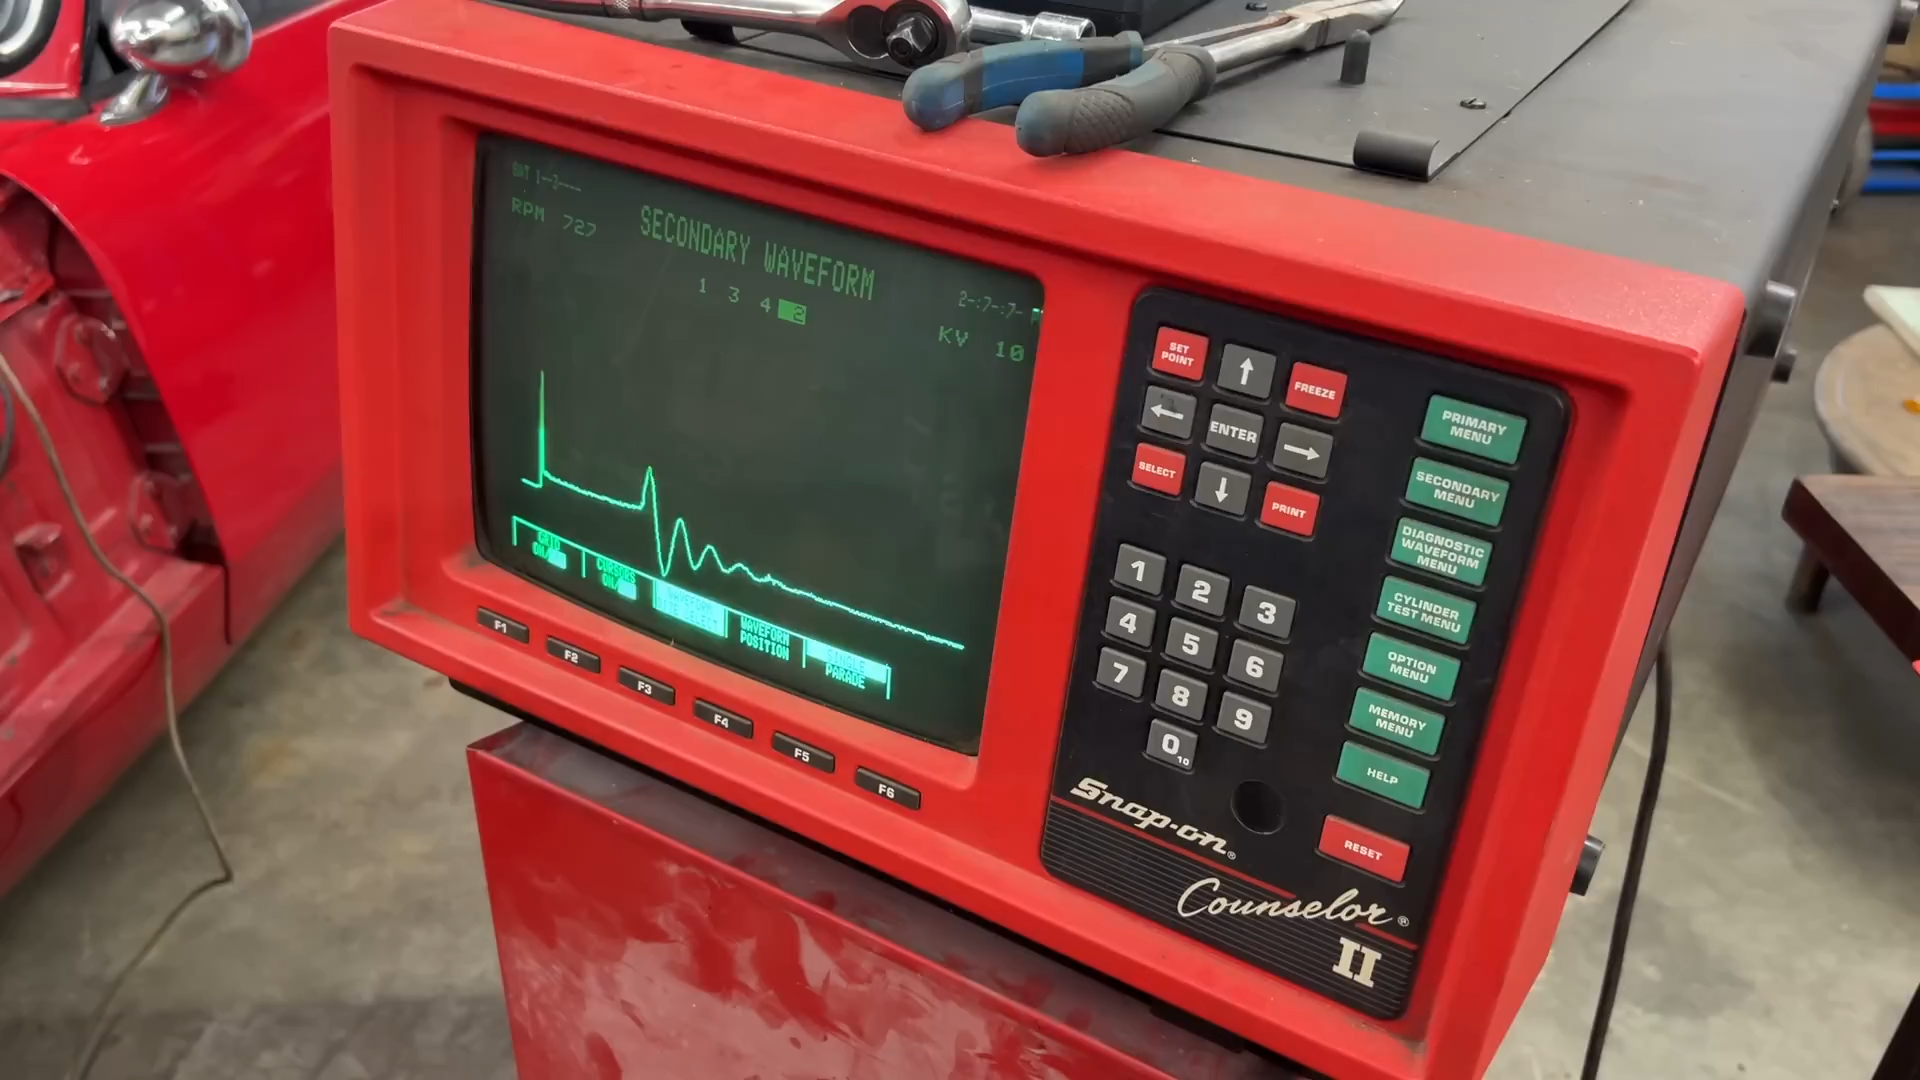 RPM 727
SECONDARY WAVEFORM
1 3 4 2
KV 10
GRID
ON/
CURSORS
ON/
WAVEFORM
POSITION
SINGLE
PARADE
F1
F2
F3
F4
F5
F6
SET
POINT
↑
FREEZE
←
ENTER
→
SELECT
↓
PRINT
1
2
3
4
5
6
7
8
9
0
10
PRIMARY
MENU
SECONDARY
MENU
DIAGNOSTIC
WAVEFORM
MENU
CYLINDER
TEST MENU
OPTION
MENU
MEMORY
MENU
HELP
RESET
Snap-on®
Counselor®
II